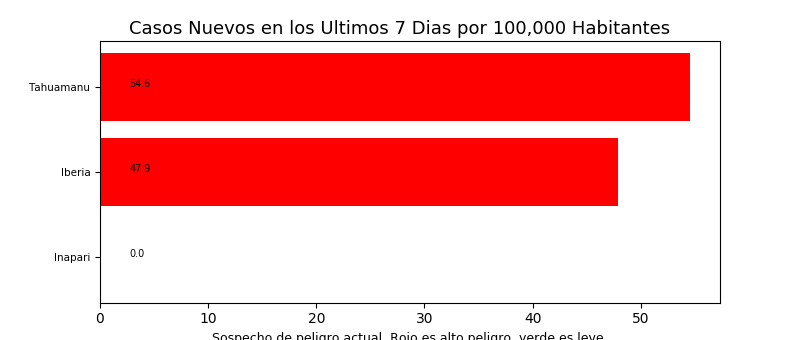 Casos Nuevos en los Ultimos 7 Dias por 100,000 Habitantes
Tahuamanu
54.6
Iberia
47.9
Inapari
0.0
0 10 20 30 40 50
Sospecho de peligro actual. Rojo es alto peligro, verde es leve